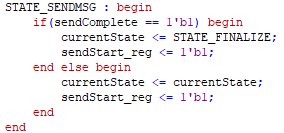 STATE_SENDMSG : begin
if(sendComplete == 1'b1) begin
currentState <= STATE_FINALIZE;
sendStart_reg <= 1'b1;
end else begin
currentState <= currentState;
sendStart_reg <= 1'b1;
end
end